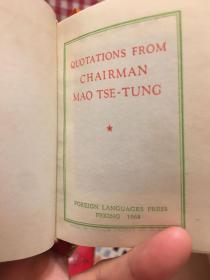 QUOTATIONS FROM
CHAIRMAN
MAO TSE-TUNG
FOREIGN LANGUAGES PRESS
PEKING 1966